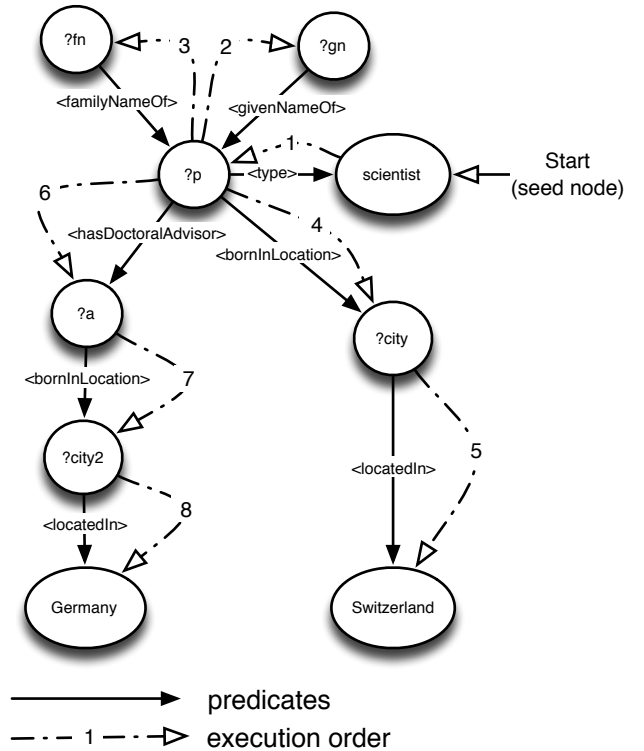 ?fn
3
2
?gn
<familyNameOf>
<givenNameOf>
1
?p
<type>
scientist
Start
(seed node)
6
4
<hasDoctoralAdvisor>
<bornInLocation>
?a
?city
<bornInLocation>
7
?city2
5
<locatedIn>
<locatedIn>
8
Germany
Switzerland
predicates
1
execution order